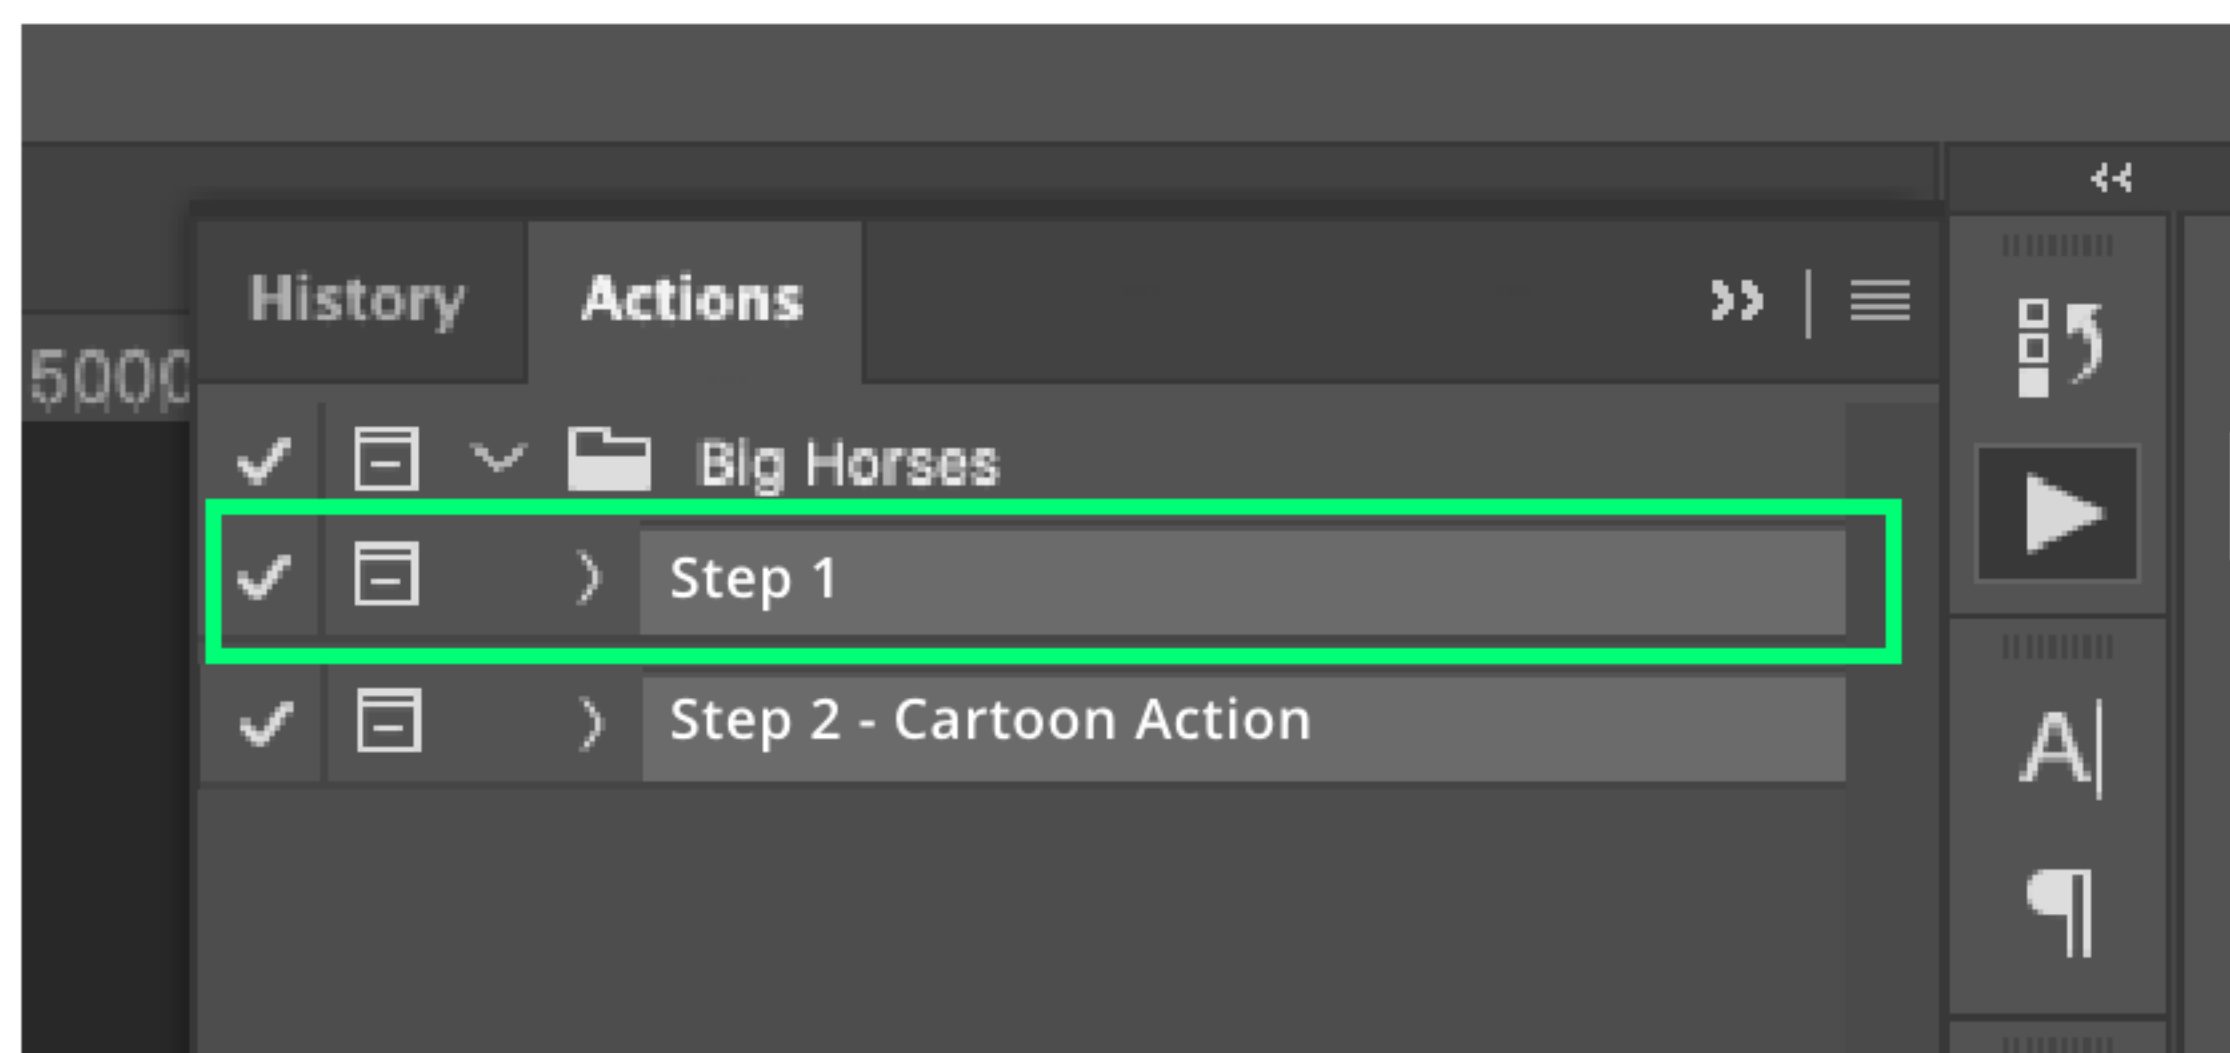 History Actions
5000
Big Horses
Step 1
Step 2 - Cartoon Action
A|
¶